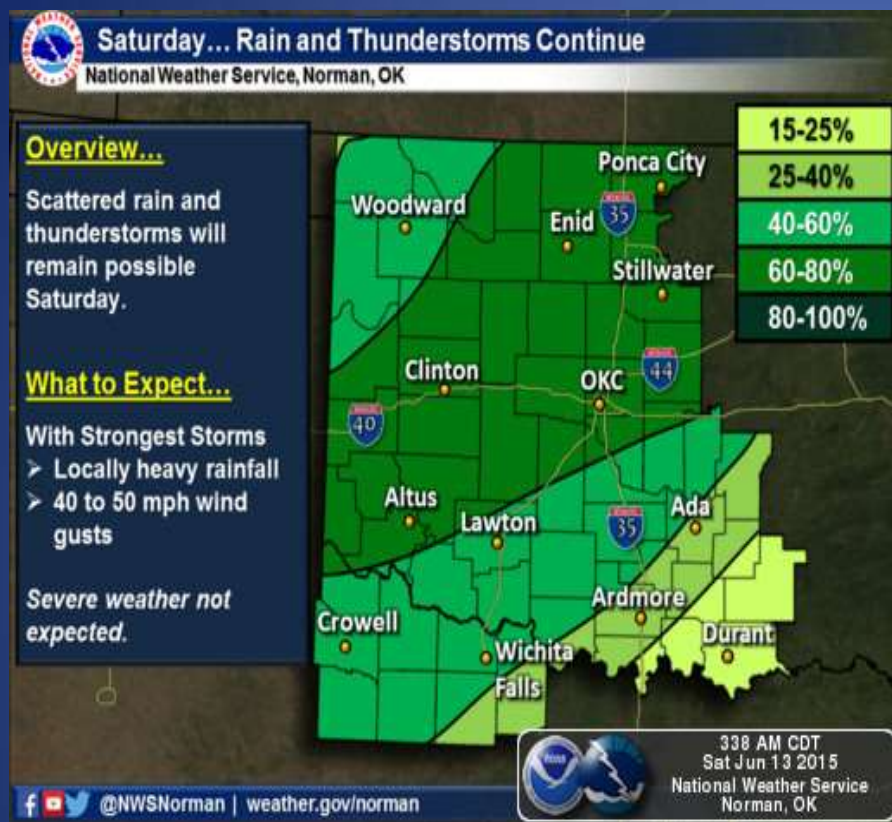 Saturday... Rain and Thunderstorms Continue
National Weather Service, Norman, OK
Overview...
Scattered rain and
thunderstorms will
remain possible
Saturday.
What to Expect...
With Strongest Storms
➢ Locally heavy rainfall
➢ 40 to 50 mph wind
gusts
Severe weather not
expected.
15-25%
25-40%
40-60%
60-80%
80-100%
Ponca City
Woodward
35
Enid
Stillwater
Clinton
OKC
44
40
Altus
Lawton
35
Ada
Ardmore
Crowell
Durant
Wichita
Falls
338 AM CDT
Sat Jun 13 2015
National Weather Service
Norman, OK
@NWSNorman | weather.gov/norman